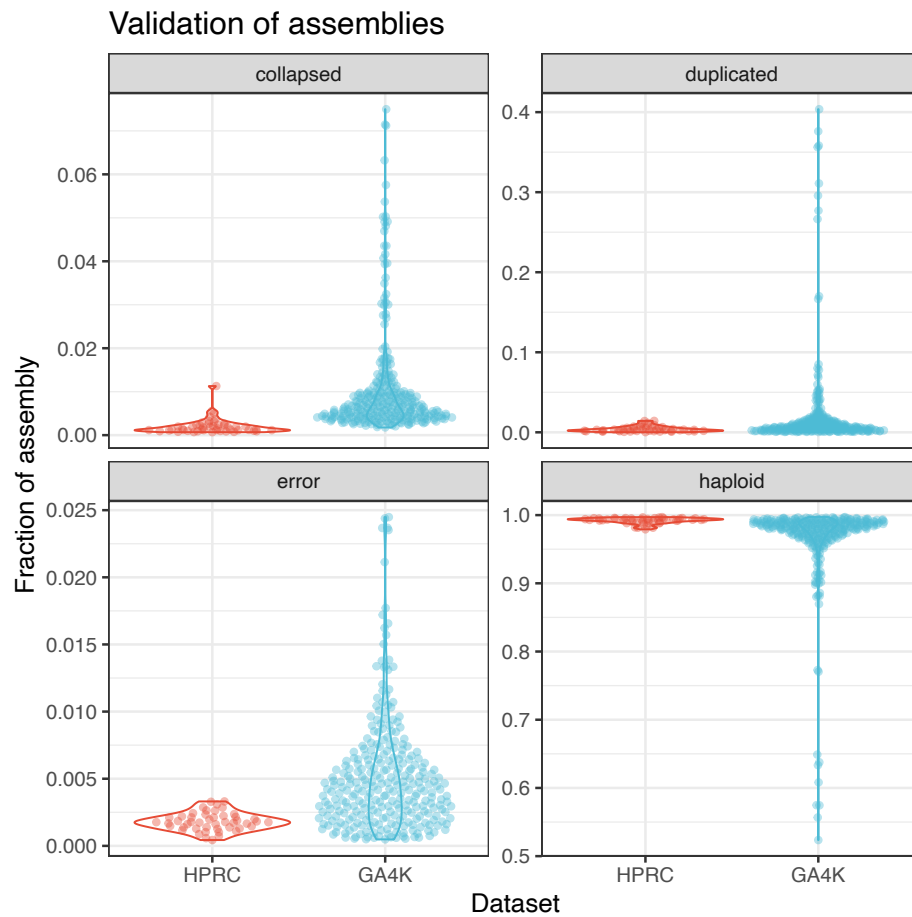 Validation of assemblies
collapsed
duplicated
0.06
0.04
0.02
0.00
0.4
0.3
0.2
0.1
0.0
error
haploid
0.025
0.020
0.015
0.010
0.005
0.000
1.0
0.9
0.8
0.7
0.6
0.5
Fraction of assembly
HPRC
GA4K
HPRC
GA4K
Dataset